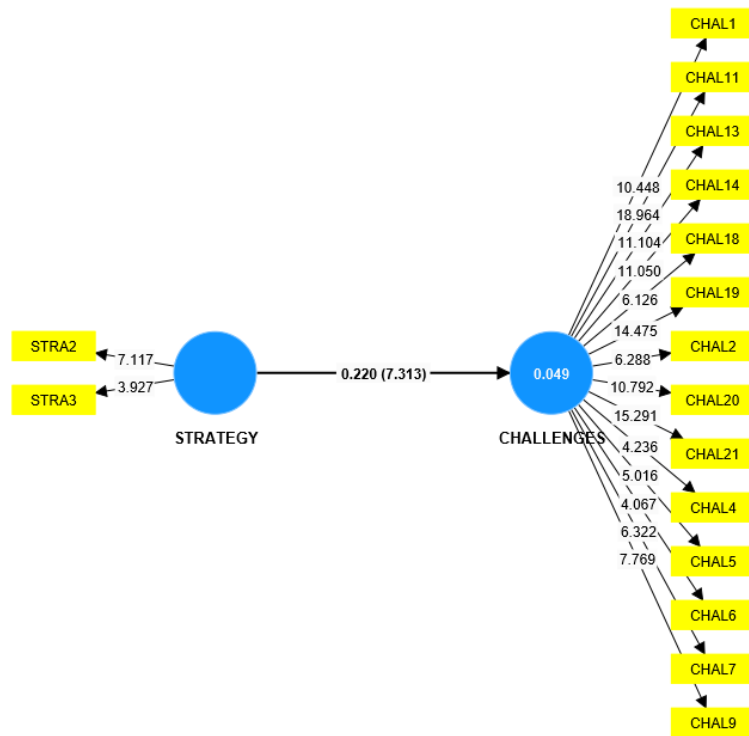 CHAL1
CHAL11
CHAL13
CHAL14
CHAL18
CHAL19
CHAL2
CHAL20
CHAL21
CHAL4
CHAL5
CHAL6
CHAL7
CHAL9
10.448
18.964
11.104
11.050
6.126
14.475
6.288
10.792
15.291
4.236
5.016
4.067
6.322
7.769
STRA2
STRA3
7.117
3.927
0.220 (7.313)
0.049
STRATEGY
CHALLENGES